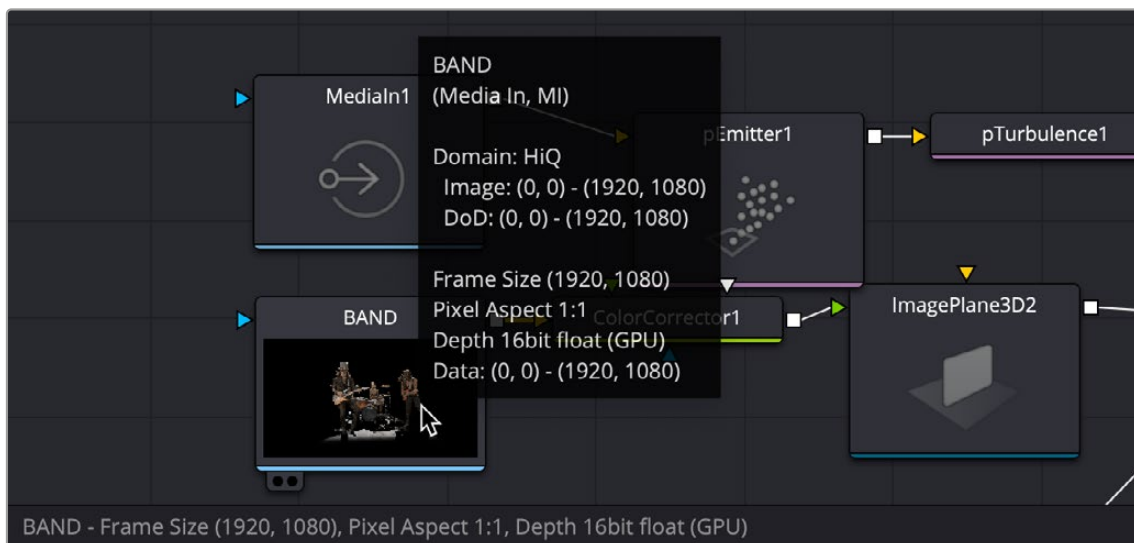 MediaIn1
BAND
(Media In, MI)
Domain: HiQ
Image: (0, 0) - (1920, 1080)
DoD: (0, 0) - (1920, 1080)
Frame Size (1920, 1080)
Pixel Aspect 1:1
Depth 16bit float (GPU)
Data: (0, 0) - (1920, 1080)
pEmitter1
pTurbulence1
BAND
ColorCorrector1
ImagePlane3D2
BAND - Frame Size (1920, 1080), Pixel Aspect 1:1, Depth 16bit float (GPU)